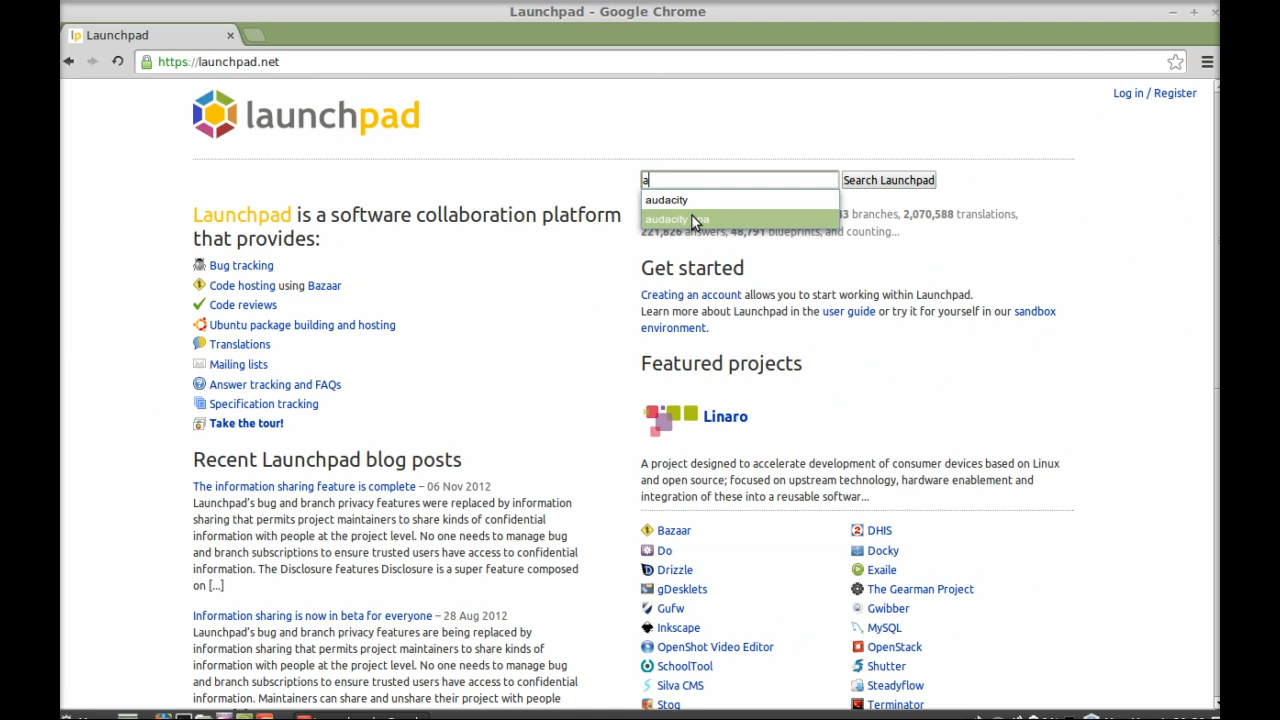 Launchpad - Google Chrome
lp Launchpad
https://launchpad.net
Log in / Register
launchpad
a
Search Launchpad
audacity
audacity
branches, 2,070,588 translations,
221,826 answers, 48,791 blueprints, and counting...
Launchpad is a software collaboration platform
that provides:
Bug tracking
Code hosting using Bazaar
Code reviews
Ubuntu package building and hosting
Translations
Mailing lists
Answer tracking and FAQs
Specification tracking
Take the tour!
Recent Launchpad blog posts
The information sharing feature is complete – 06 Nov 2012
Launchpad’s bug and branch privacy features were replaced by information
sharing that permits project maintainers to share kinds of confidential
information with people at the project level. No one needs to manage bug
and branch subscriptions to ensure trusted users have access to confidential
information. The Disclosure features Disclosure is a super feature composed
on [...]
Information sharing is now in beta for everyone – 28 Aug 2012
Launchpad’s bug and branch privacy features are being replaced by
information sharing that permits project maintainers to share kinds of
confidential information with people at the project level. No one needs to
manage bug and branch subscriptions to ensure trusted users have access to
confidential information. Maintainers can share and unshare their project with people
Get started
Creating an account allows you to start working within Launchpad.
Learn more about Launchpad in the user guide or try it for yourself in our sandbox
environment.
Featured projects
Linaro
A project designed to accelerate development of consumer devices based on Linux
and open source; focused on upstream technology, hardware enablement and
integration of these into a reusable softwar...
Bazaar
Do
Drizzle
gDesklets
Gufw
Inkscape
OpenShot Video Editor
SchoolTool
Silva CMS
Stoq
DHIS
Docky
Exaile
The Gearman Project
Gwibber
MySQL
OpenStack
Shutter
Steadyflow
Terminator